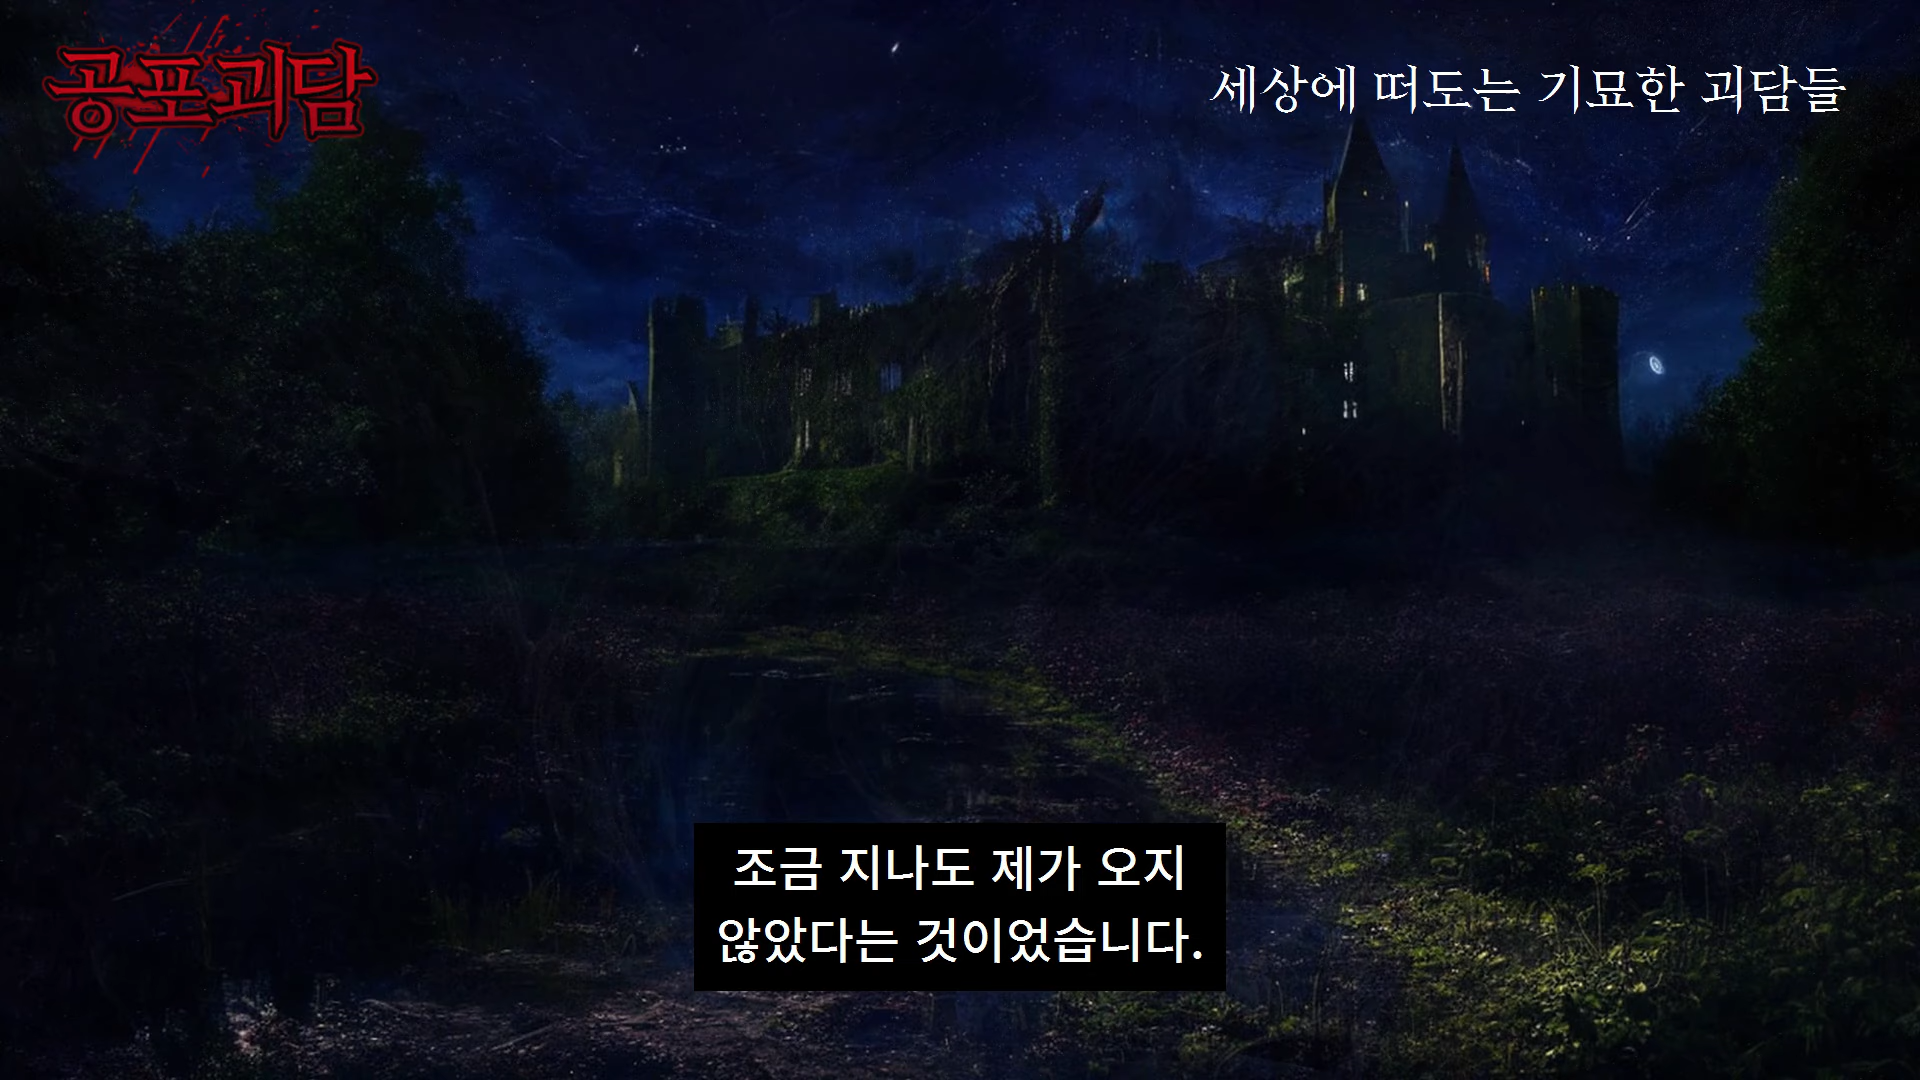 공포괴담
세상에 떠도는 기묘한 괴담들
조금 지나도 제가 오지
않았다는 것이었습니다.